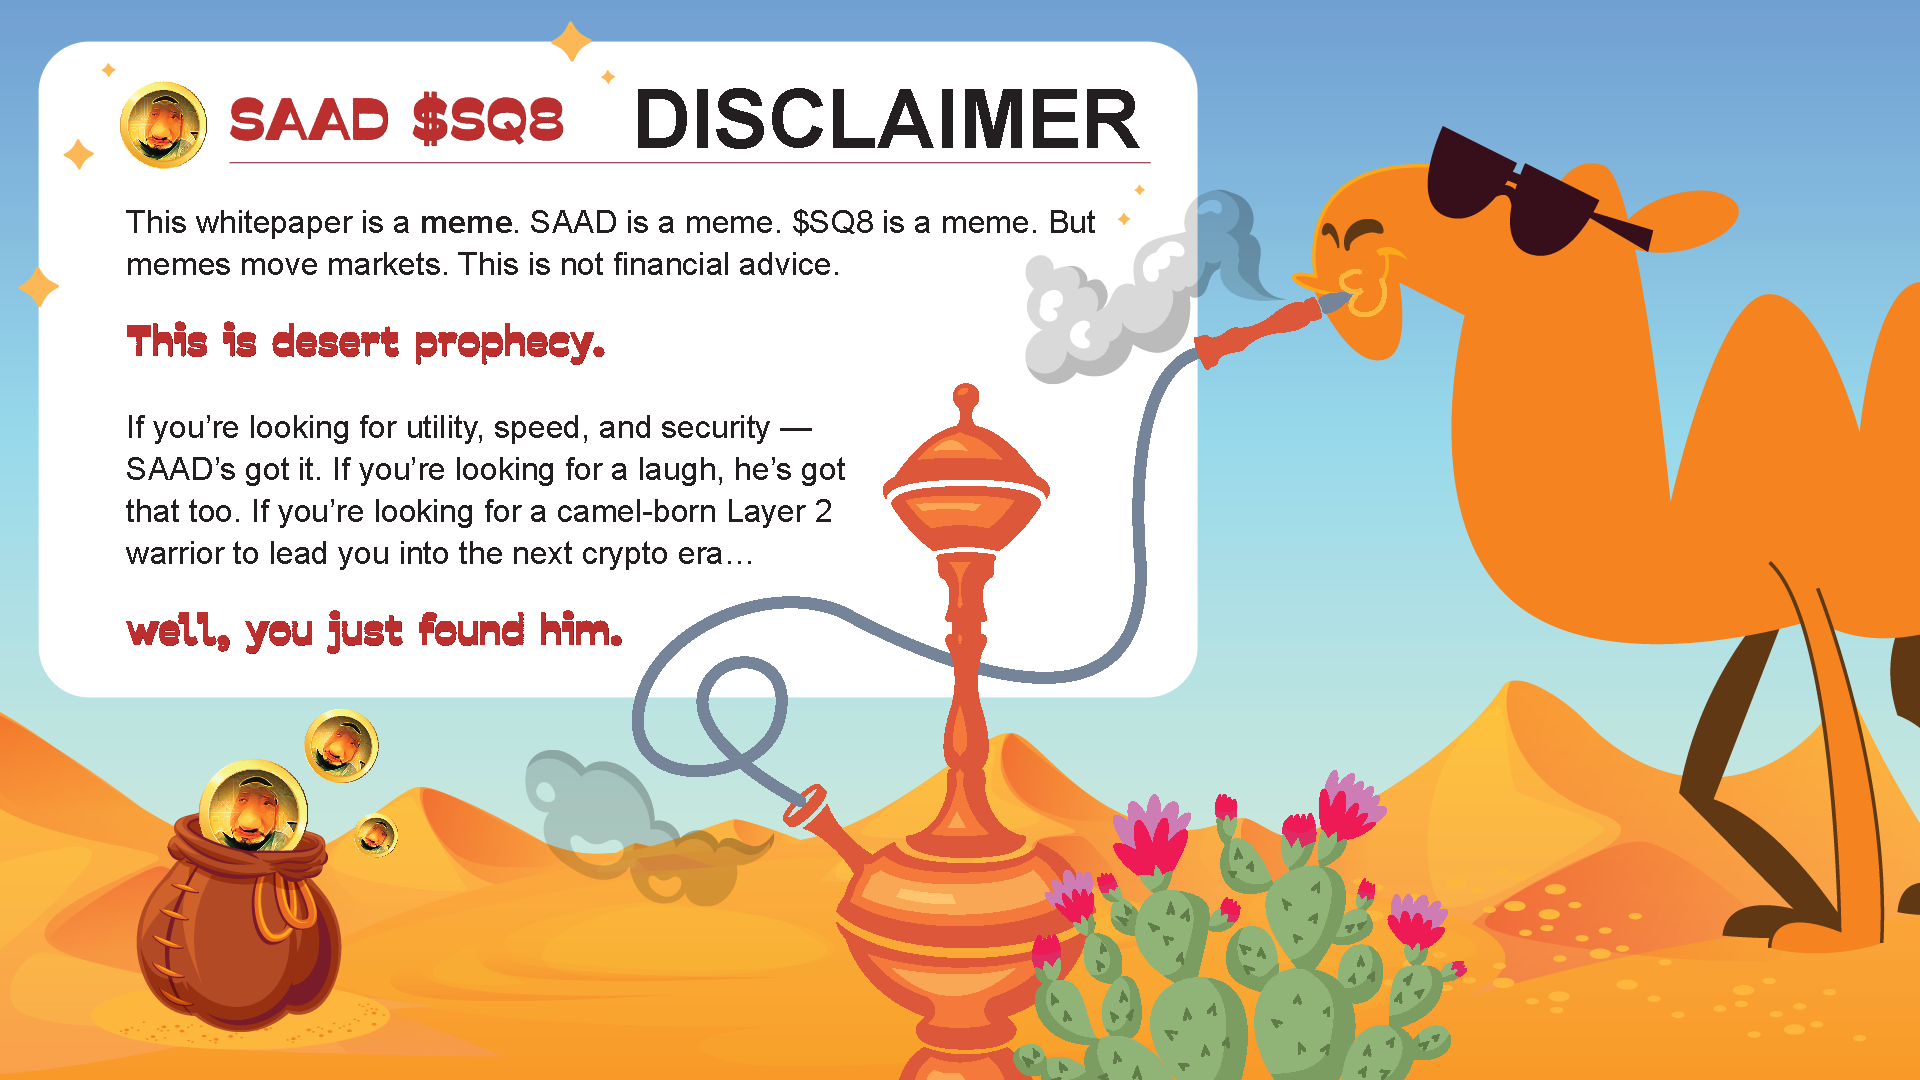 SAAD $SQ8 DISCLAIMER
This whitepaper is a meme. SAAD is a meme. $SQ8 is a meme. But
memes move markets. This is not financial advice.
This is desert prophecy.
If you’re looking for utility, speed, and security —
SAAD’s got it. If you’re looking for a laugh, he’s got
that too. If you’re looking for a camel-born Layer 2
warrior to lead you into the next crypto era…
well, you just found him.